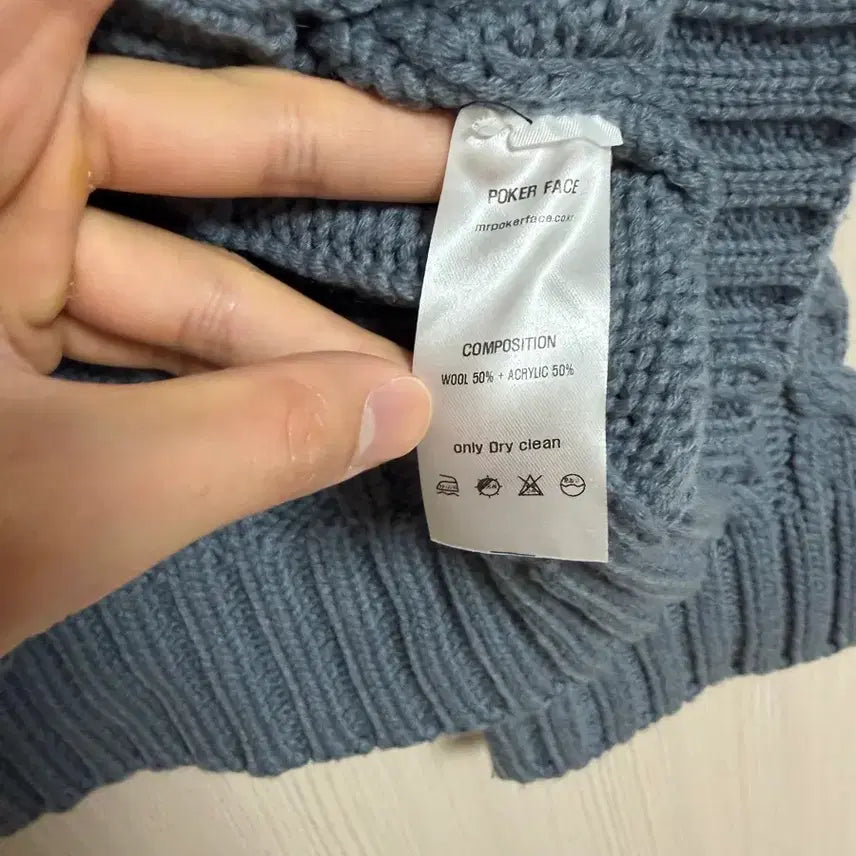 POKER FACE
mrpokerface.co.kr
COMPOSITION
WOOL 50% + ACRYLIC 50%
only Dry clean